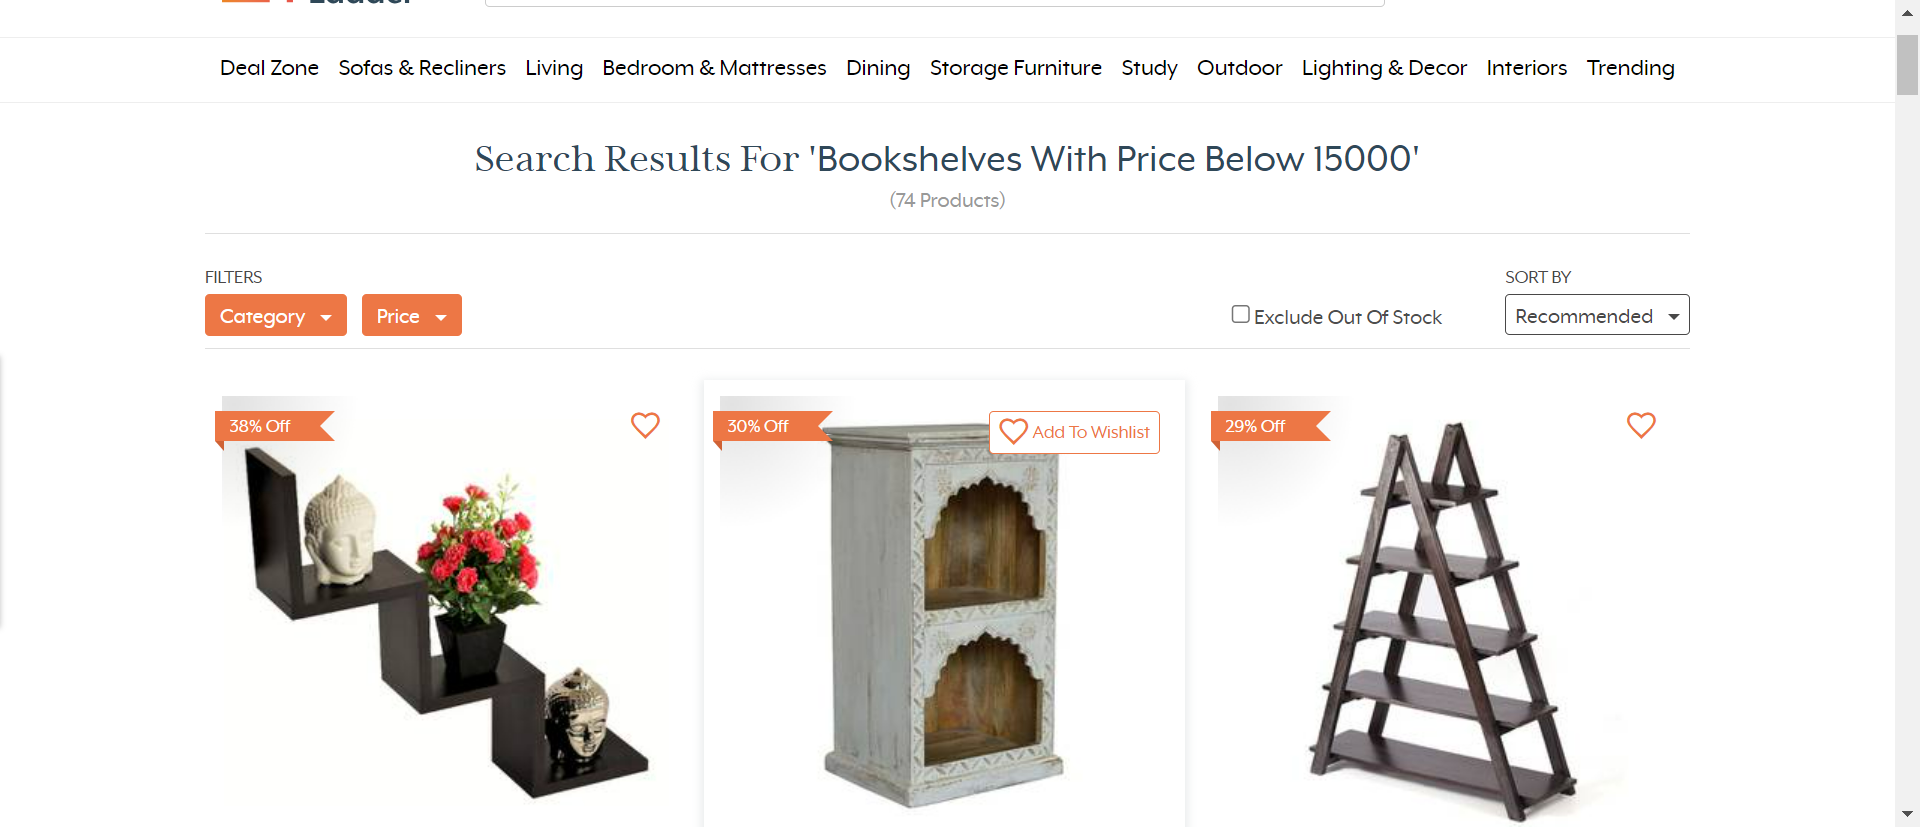 Deal Zone Sofas & Recliners Living Bedroom & Mattresses Dining Storage Furniture Study Outdoor Lighting & Decor Interiors Trending
Search Results For 'Bookshelves With Price Below 15000'
(74 Products)
FILTERS
SORT BY
Category
Price
Exclude Out Of Stock
Recommended
38% Off
30% Off
Add To Wishlist
29% Off